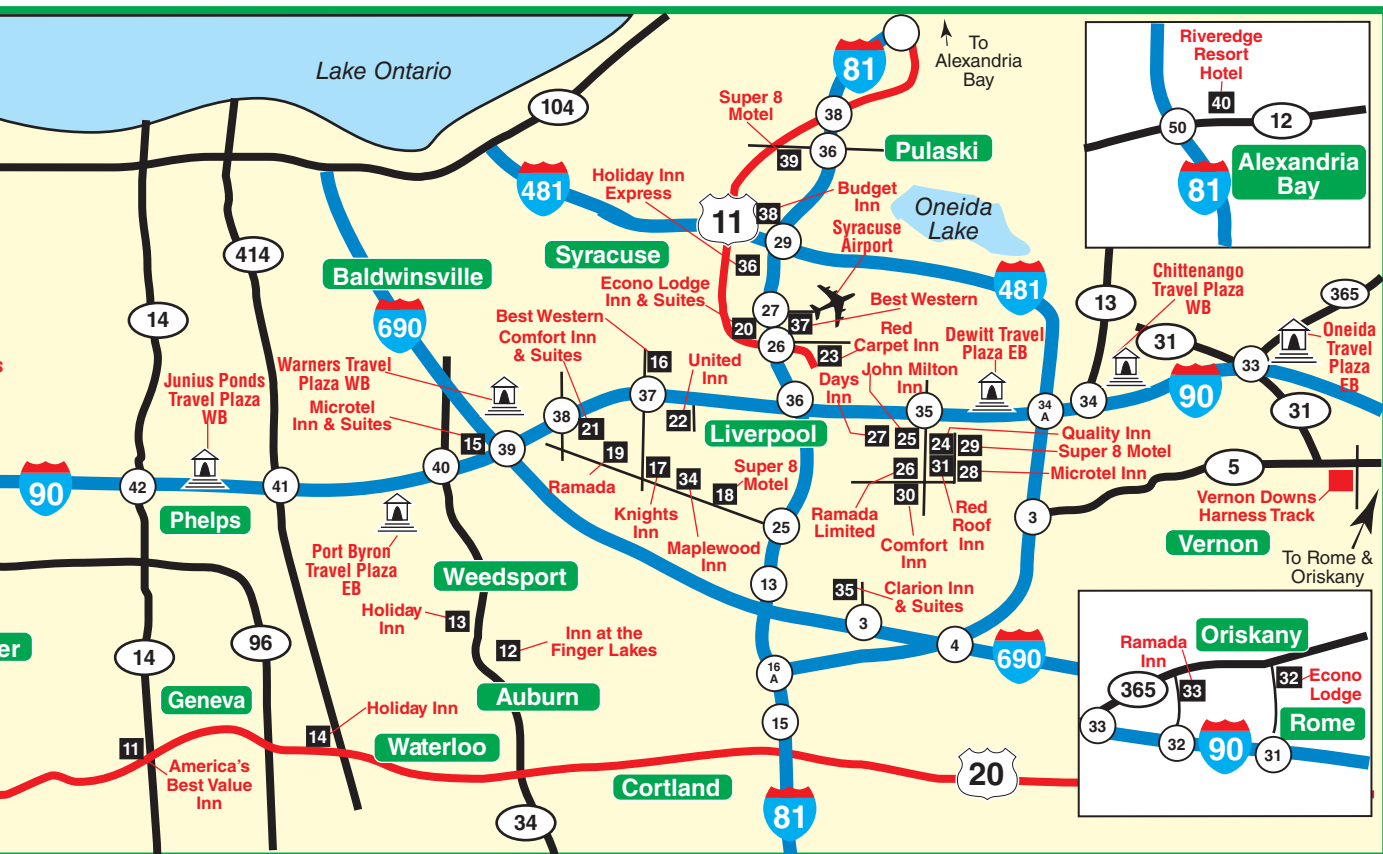 Lake Ontario
104
481
81
To
Alexandria
Bay
38
Super 8
Motel
39
36
Pulaski
Riveredge
Resort
Hotel
40
50
12
81
Alexandria
Bay
Holiday Inn
Express
11
38
Budget
Inn
Oneida
Lake
Syracuse
Airport
29
Syracuse
36
414
Baldwinsville
690
14
Econo Lodge
Inn & Suites
27
20
37
Best Western
26
23
Red
Carpet Inn
481
13
Chittenango
Travel Plaza
WB
365
31
33
Oneida
Travel
Plaza
EB
Dewitt Travel
Plaza EB
Best Western
Comfort Inn
& Suites
16
United
Inn
Warners Travel
Plaza WB
Microtel
Inn & Suites
Junius Ponds
Travel Plaza
WB
s
38
37
36
35
34
A
34
90
31
21
22
Liverpool
Days
Inn
John Milton
Inn
27
25
24
29
Quality Inn
Super 8 Motel
15
39
40
19
Ramada
17
34
18
Super 8
Motel
Knights
Inn
Maplewood
Inn
26
31
28
Microtel Inn
30
Ramada
Limited
Comfort
Inn
Red
Roof
Inn
5
Vernon Downs
Harness Track
Vernon
To Rome &
Oriskany
90
42
41
Phelps
Port Byron
Travel Plaza
EB
25
3
13
Weedsport
Holiday
Inn
13
12
Inn at the
Finger Lakes
35
Clarion Inn
& Suites
3
4
690
er
14
96
16
A
15
Geneva
Auburn
11
America's
Best Value
Inn
14
Holiday Inn
Waterloo
Cortland
20
34
81
Oriskany
Ramada
Inn
365
33
32
Econo
Lodge
Rome
33
32
90
31